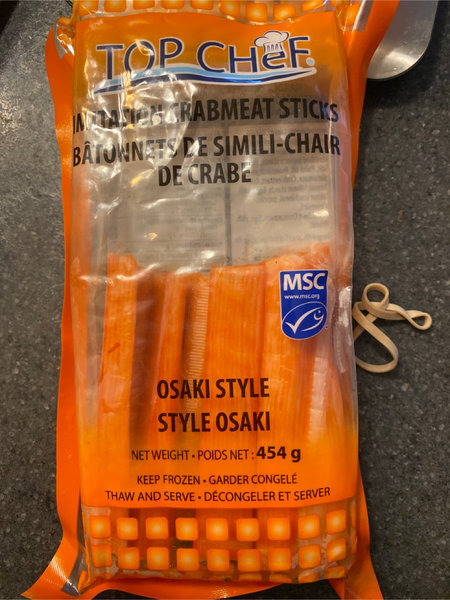 TOP CHEF
IMITATION CRABMEAT STICKS
BÂTONNETS DE SIMILI-CHAIR
DE CRABE
MSC
www.msc.org
OSAKI STYLE
STYLE OSAKI
NET WEIGHT • POIDS NET : 454 g
KEEP FROZEN • GARDER CONGELÉ
THAW AND SERVE • DÉCONGELER ET SERVER